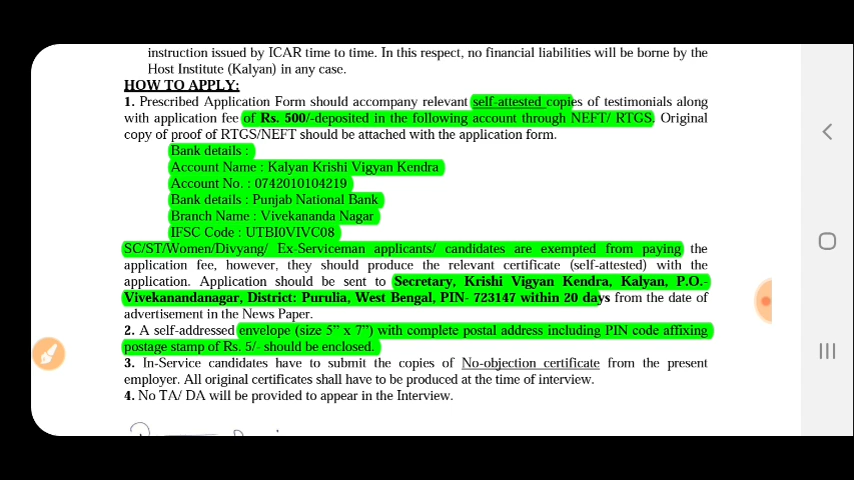 instruction issued by ICAR time to time. In this respect, no financial liabilities will be borne by the
Host Institute (Kalyan) in any case.
HOW TO APPLY:
1. Prescribed Application Form should accompany relevant self-attested copies of testimonials along
with application fee of Rs. 500/-deposited in the following account through NEFT/ RTGS. Original
copy of proof of RTGS/NEFT should be attached with the application form.
Bank details :
Account Name : Kalyan Krishi Vigyan Kendra
Account No. : 0742010104219
Bank details : Punjab National Bank
Branch Name : Vivekananda Nagar
IFSC Code : UTBI0VIVC08
SC/ST/Women/Divyang/ Ex-Serviceman applicants/ candidates are exempted from paying the
application fee, however, they should produce the relevant certificate (self-attested) with the
application. Application should be sent to Secretary, Krishi Vigyan Kendra, Kalyan, P.O.-
Vivekanandanagar, District: Purulia, West Bengal, PIN- 723147 within 20 days from the date of
advertisement in the News Paper.
2. A self-addressed envelope (size 5” x 7”) with complete postal address including PIN code affixing
postage stamp of Rs. 5/- should be enclosed.
3. In-Service candidates have to submit the copies of No-objection certificate from the present
employer. All original certificates shall have to be produced at the time of interview.
4. No TA/ DA will be provided to appear in the Interview.